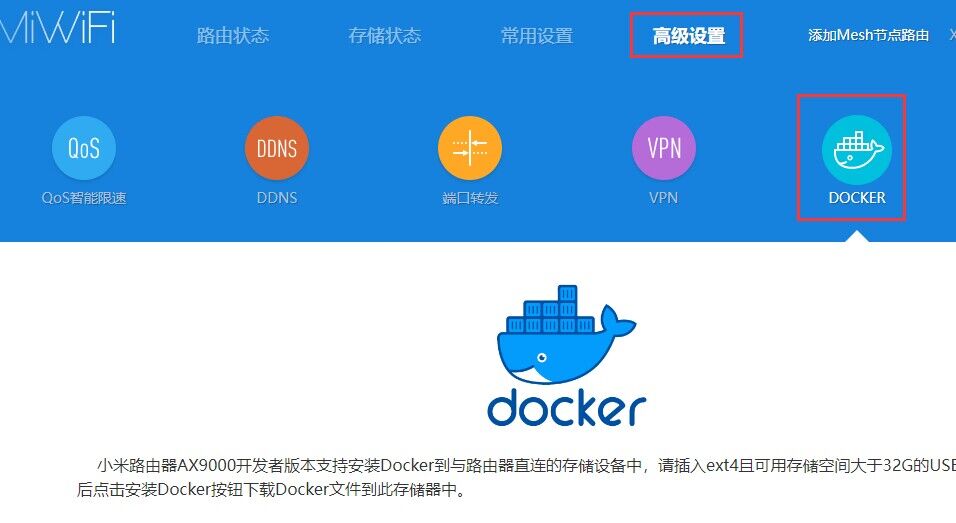 MiWiFi
路由状态 存储状态 常用设置 高级设置 添加Mesh节点路由
QoS DDNS VPN
QoS智能限速 DDNS 端口转发 VPN DOCKER
docker
小米路由器AX9000开发者版本支持安装Docker到与路由器直连的存储设备中，请插入ext4且可用存储空间大于32G的USB
后点击安装Docker按钮下载Docker文件到此存储器中。